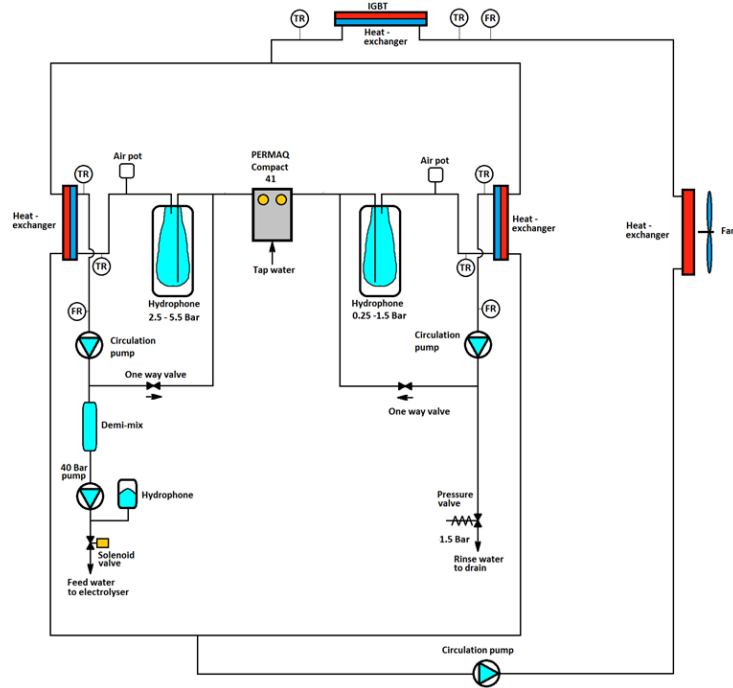 IGBT
TR
TR
FR
Heat -
exchanger
Air pot
PERMAQ
Compact
41
Air pot
TR
TR
Heat -
exchanger
Heat -
exchanger
Heat -
exchanger
Fan
TR
TR
Tap water
Hydrophone
2.5 - 5.5 Bar
Hydrophone
0.25 -1.5 Bar
FR
FR
Circulation
pump
Circulation
pump
One way valve
One way valve
Demi-mix
40 Bar
pump
Hydrophone
Pressure
valve
1.5 Bar
Solenoid
valve
Rinse water
to drain
Feed water
to electrolyser
Circulation pump